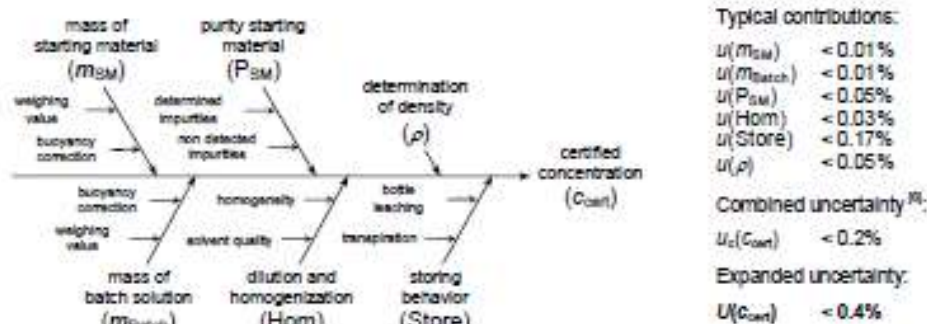 mass of
starting material
(mSM)
purity starting
material
(PSM)
determination
of density
(ρ)
weighing
value
buoyancy
correction
determined
impurities
non detected
impurities
certified
concentration
(ccert)
buoyancy
correction
weighing
value
homogeneity
solvent quality
bottle
leaching
transpiration
mass of
batch solution
(mBatch)
dilution and
homogenization
(Hom)
storing
behavior
(Store)
Typical contributions:
u(mSM) < 0.01%
u(mBatch) < 0.01%
u(PSM) < 0.05%
u(Hom) < 0.03%
u(Store) < 0.17%
u(ρ) < 0.05%
Combined uncertainty [6]:
uc(ccert) < 0.2%
Expanded uncertainty:
U(ccert) < 0.4%